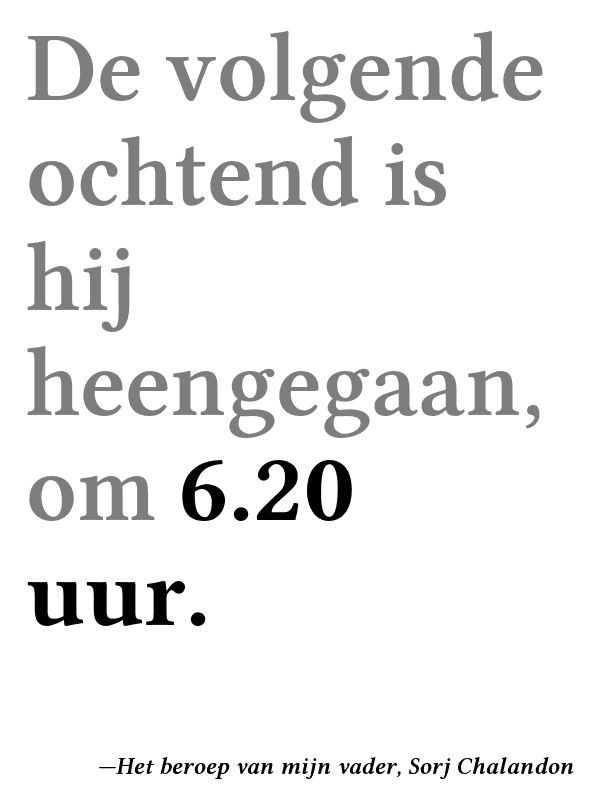 De volgende
ochtend is
hij
heengegaan,
om 6.20
uur.
—Het beroep van mijn vader, Sorj Chalandon